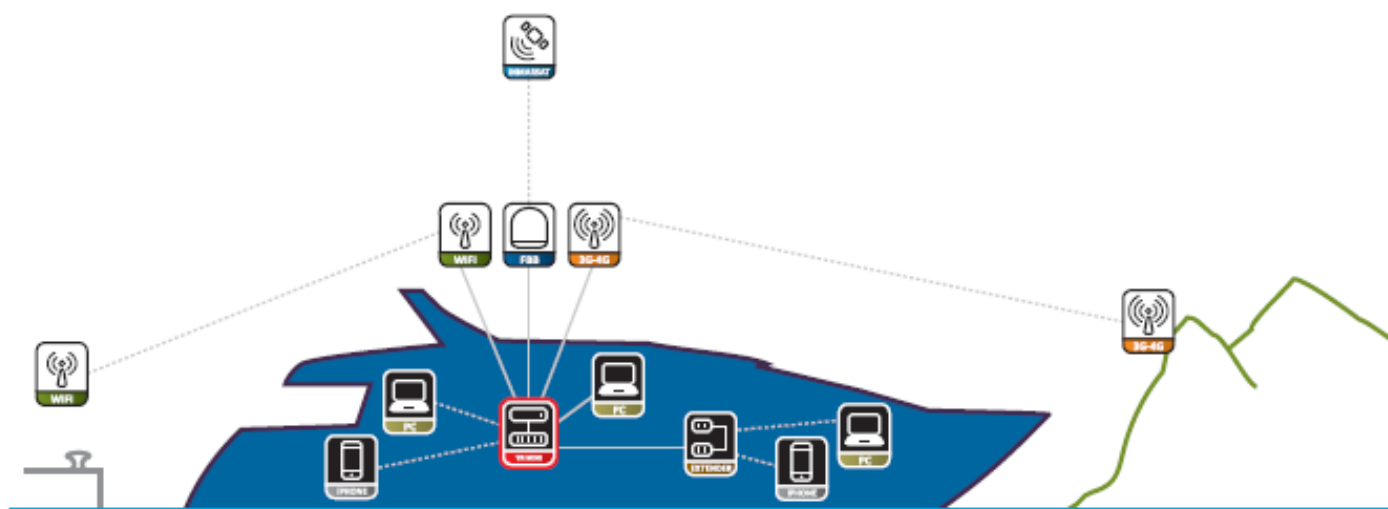 INMARSAT
WIFI
FBB
3G-4G
3G-4G
WIFI
PC
PC
PC
EXTENDER
IPHONE
IPHONE